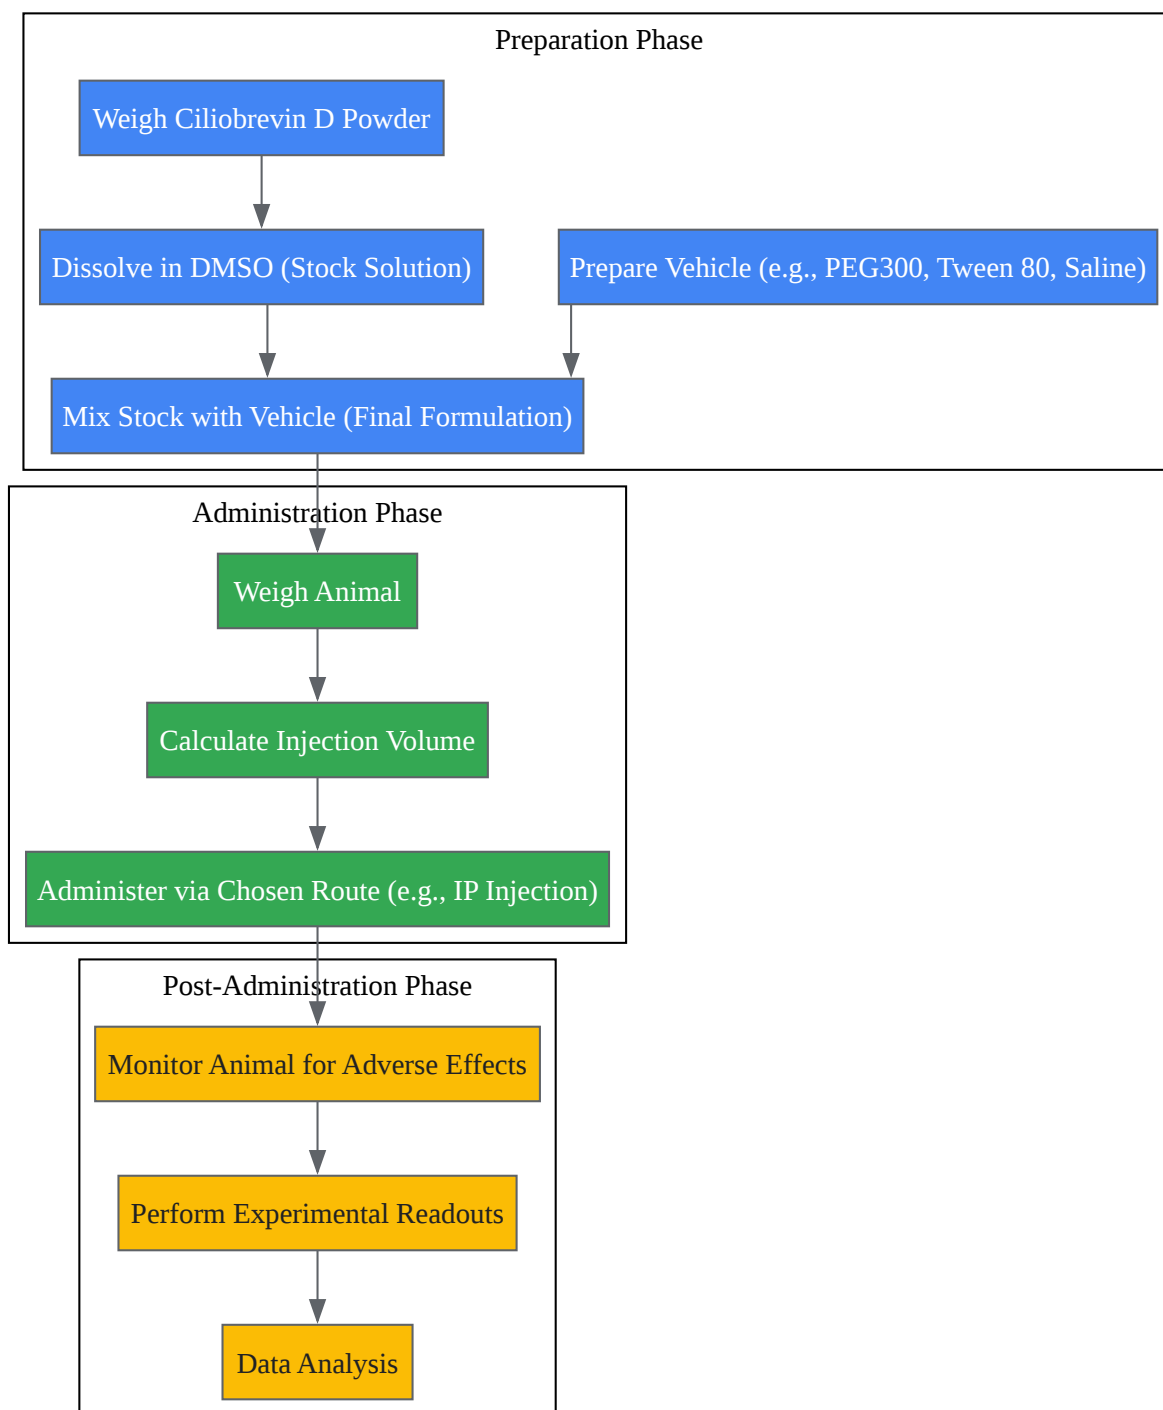 Preparation Phase
Weigh Ciliobrevin D Powder
Dissolve in DMSO (Stock Solution)
Prepare Vehicle (e.g., PEG300, Tween 80, Saline)
Mix Stock with Vehicle (Final Formulation)
Administration Phase
Weigh Animal
Calculate Injection Volume
Administer via Chosen Route (e.g., IP Injection)
Post-Administration Phase
Monitor Animal for Adverse Effects
Perform Experimental Readouts
Data Analysis